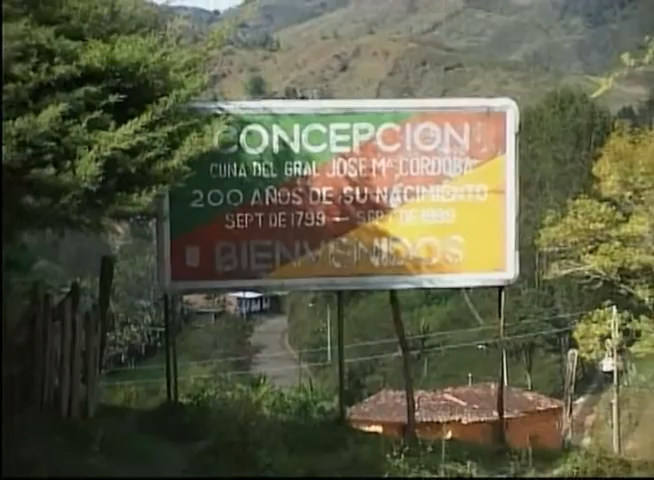 CONCEPCION
CUNA DEL GRAL JOSE Mª CORDOBA
200 AÑOS DE SU NACIMIENTO
SEPT DE 1799 — SEPT DE 1999
BIENVENIDOS